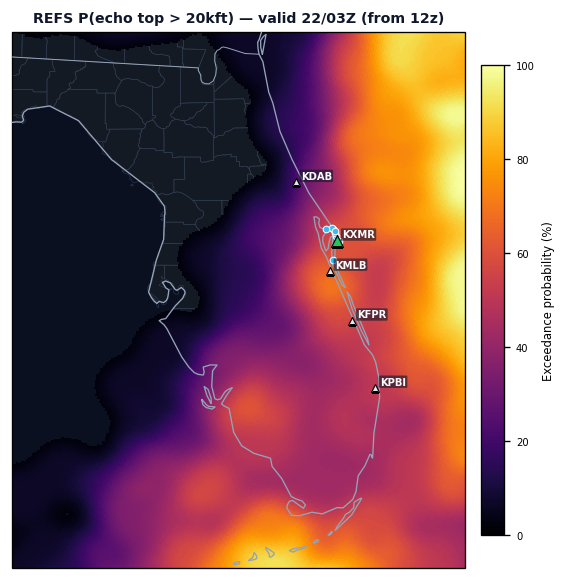 REFS P(echo top > 20kft) — valid 22/03Z (from 12z)
KDAB
KXMR
KMLB
KFPR
KPBI
100
80
60
40
20
0
Exceedance probability (%)